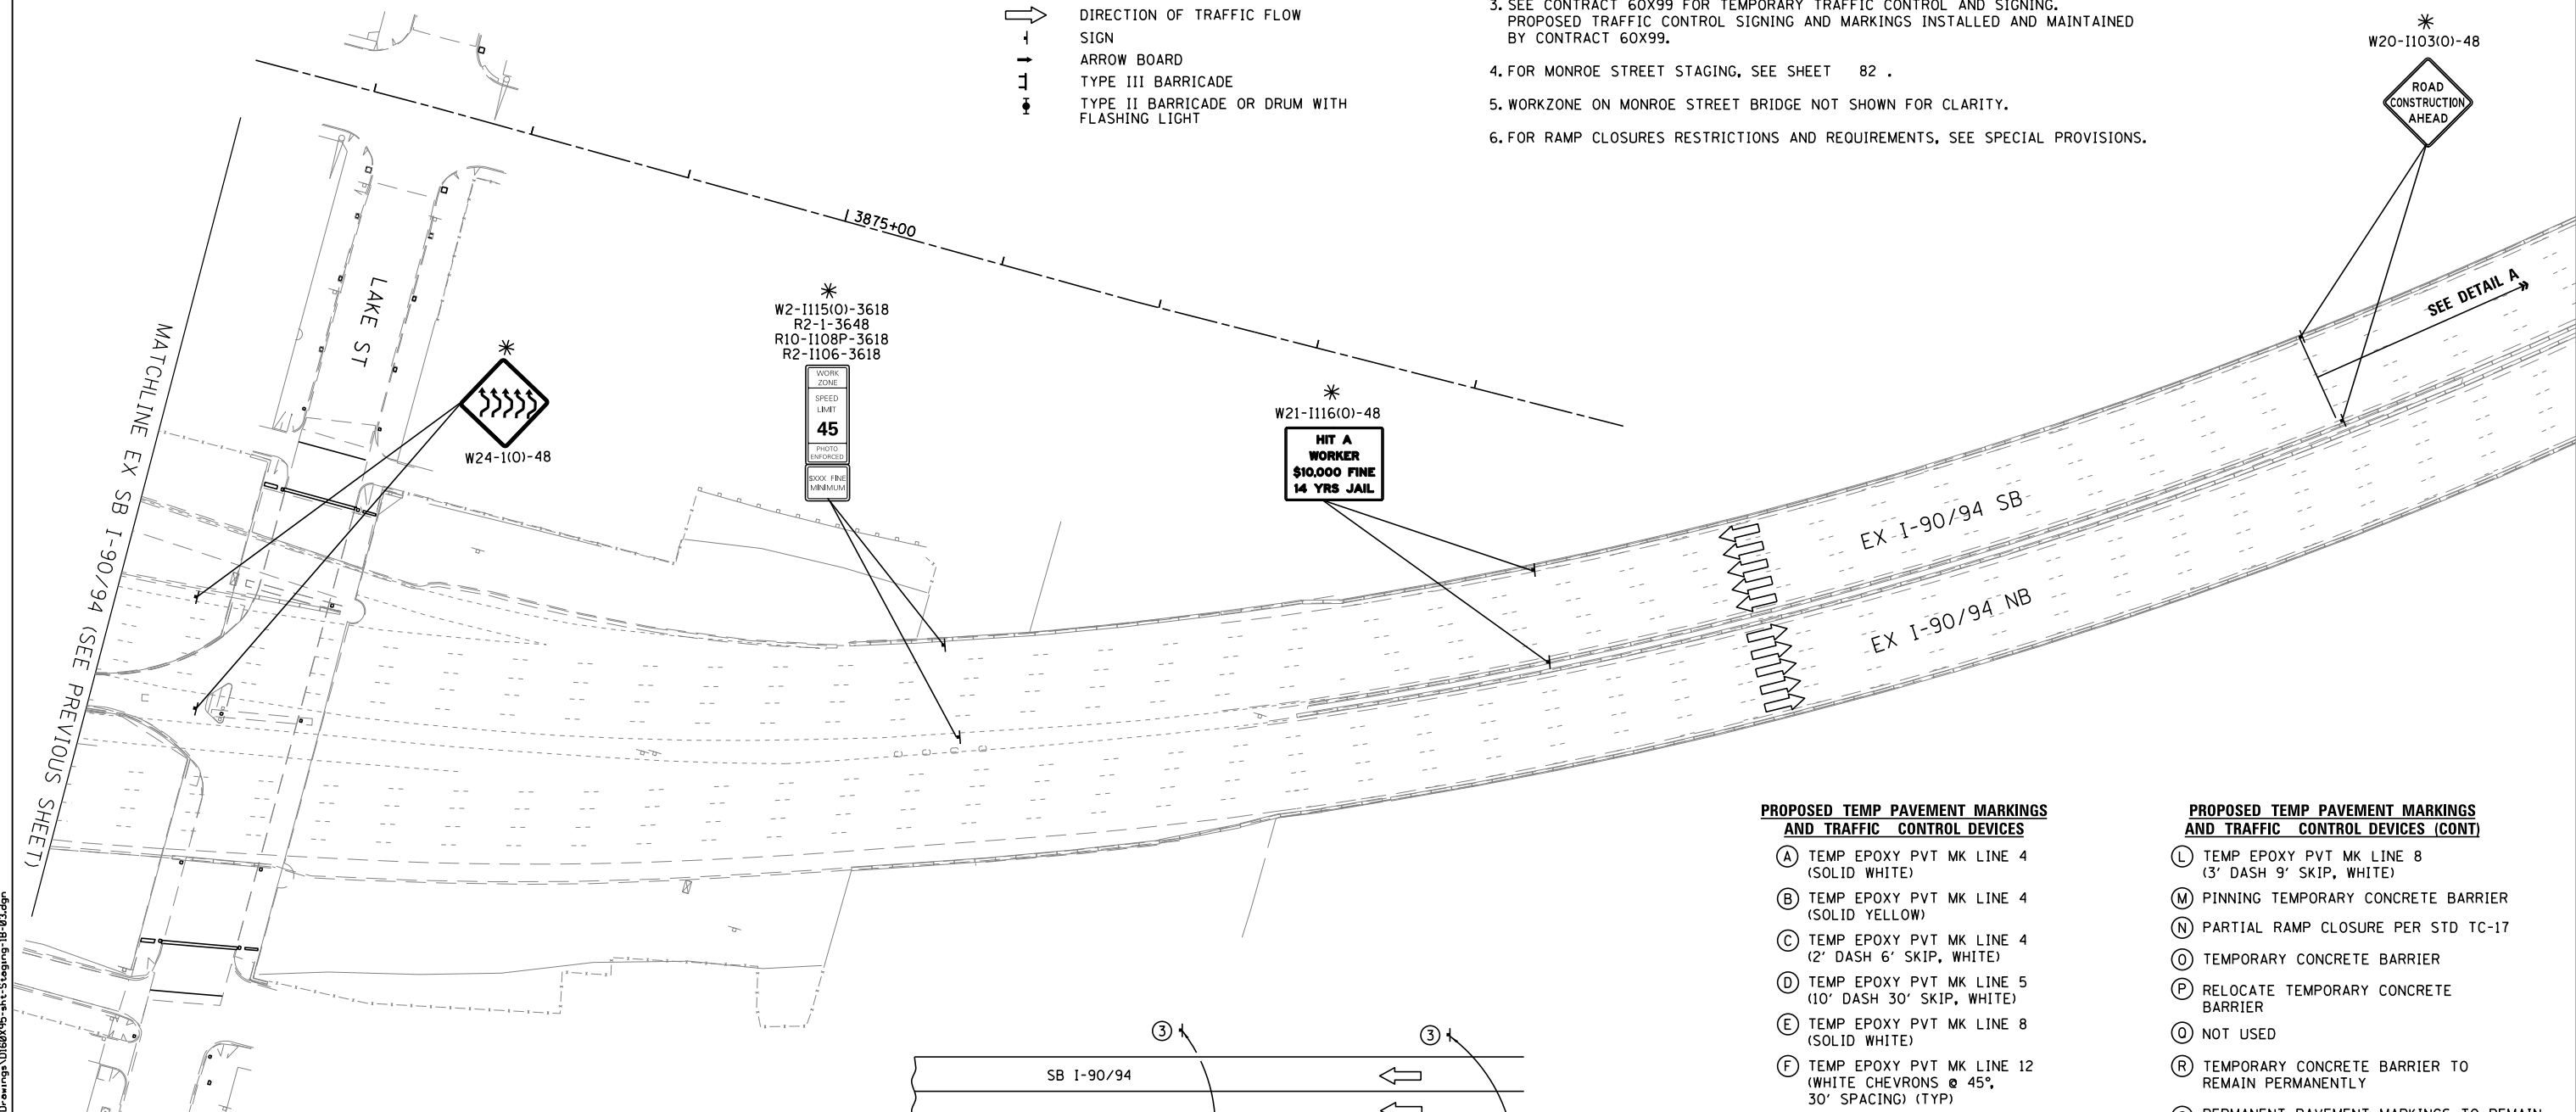 DIRECTION OF TRAFFIC FLOW
SIGN
ARROW BOARD
TYPE III BARRICADE
TYPE II BARRICADE OR DRUM WITH
FLASHING LIGHT
3. SEE CONTRACT 60X99 FOR TEMPORARY TRAFFIC CONTROL AND SIGNING.
PROPOSED TRAFFIC CONTROL SIGNING AND MARKINGS INSTALLED AND MAINTAINED
BY CONTRACT 60X99.
4. FOR MONROE STREET STAGING, SEE SHEET 82 .
5. WORKZONE ON MONROE STREET BRIDGE NOT SHOWN FOR CLARITY.
6. FOR RAMP CLOSURES RESTRICTIONS AND REQUIREMENTS, SEE SPECIAL PROVISIONS.
*
W20-I103(O)-48
ROAD
CONSTRUCTION
AHEAD
3875+00
SEE DETAIL A
LAKE ST
MATCHLINE EX SB I-90/94 (SEE PREVIOUS SHEET)
*
W24-1(O)-48
*
W2-I115(O)-3618
R2-1-3648
R10-I108P-3618
R2-I106-3618
WORK
ZONE
SPEED
LIMIT
45
PHOTO
ENFORCED
$XXX FINE
MINIMUM
*
W21-I116(O)-48
HIT A
WORKER
$10,000 FINE
14 YRS JAIL
EX I-90/94 SB
EX I-90/94 NB
PROPOSED TEMP PAVEMENT MARKINGS
AND TRAFFIC CONTROL DEVICES
A TEMP EPOXY PVT MK LINE 4
(SOLID WHITE)
B TEMP EPOXY PVT MK LINE 4
(SOLID YELLOW)
C TEMP EPOXY PVT MK LINE 4
(2' DASH 6' SKIP, WHITE)
D TEMP EPOXY PVT MK LINE 5
(10' DASH 30' SKIP, WHITE)
E TEMP EPOXY PVT MK LINE 8
(SOLID WHITE)
F TEMP EPOXY PVT MK LINE 12
(WHITE CHEVRONS @ 45°,
30' SPACING) (TYP)
PROPOSED TEMP PAVEMENT MARKINGS
AND TRAFFIC CONTROL DEVICES (CONT)
L TEMP EPOXY PVT MK LINE 8
(3' DASH 9' SKIP, WHITE)
M PINNING TEMPORARY CONCRETE BARRIER
N PARTIAL RAMP CLOSURE PER STD TC-17
O TEMPORARY CONCRETE BARRIER
P RELOCATE TEMPORARY CONCRETE
BARRIER
Q NOT USED
R TEMPORARY CONCRETE BARRIER TO
REMAIN PERMANENTLY
PERMANENT PAVEMENT MARKINGS TO REMAIN
3
3
SB I-90/94
Drawings\D160X95-sht-Staging-1B-03.dgn